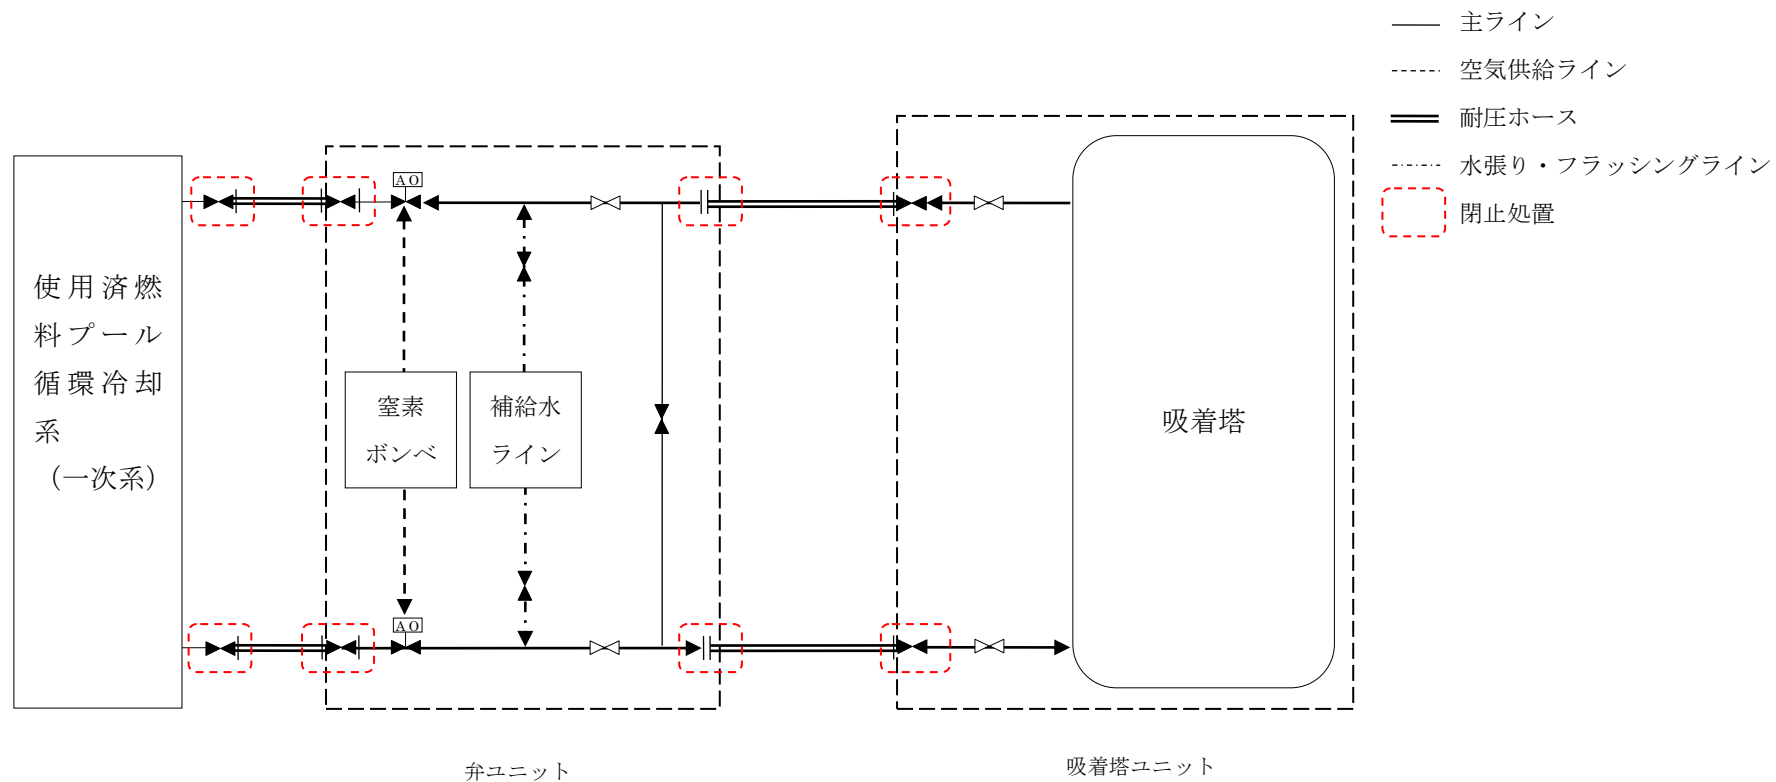 主ライン
空気供給ライン
耐圧ホース
水張り・フラッシングライン
閉止処置
使用済燃
料プール
循環冷却
系
（一次系）
AO
窒素
ボンベ
補給水
ライン
AO
吸着塔
弁ユニット
吸着塔ユニット